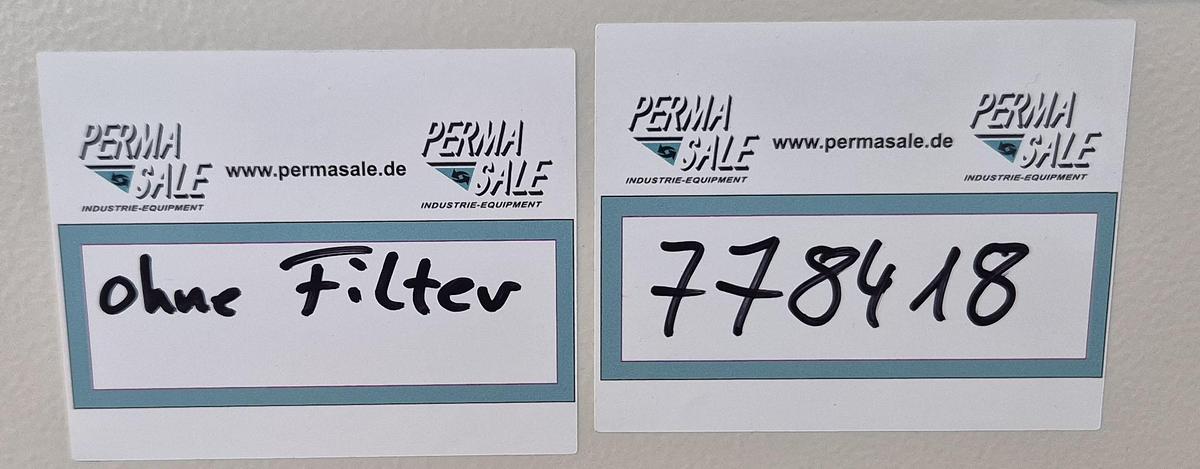 PERMA
SALE
INDUSTRIE-EQUIPMENT
www.permasale.de
PERMA
SALE
INDUSTRIE-EQUIPMENT
ohne Filter
PERMA
SALE
INDUSTRIE-EQUIPMENT
www.permasale.de
PERMA
SALE
INDUSTRIE-EQUIPMENT
778418